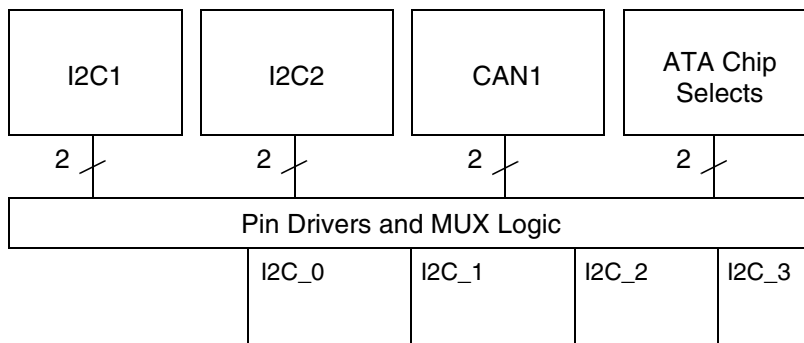 I2C1
I2C2
CAN1
ATA Chip
Selects
2
2
2
2
Pin Drivers and MUX Logic
I2C_0
I2C_1
I2C_2
I2C_3